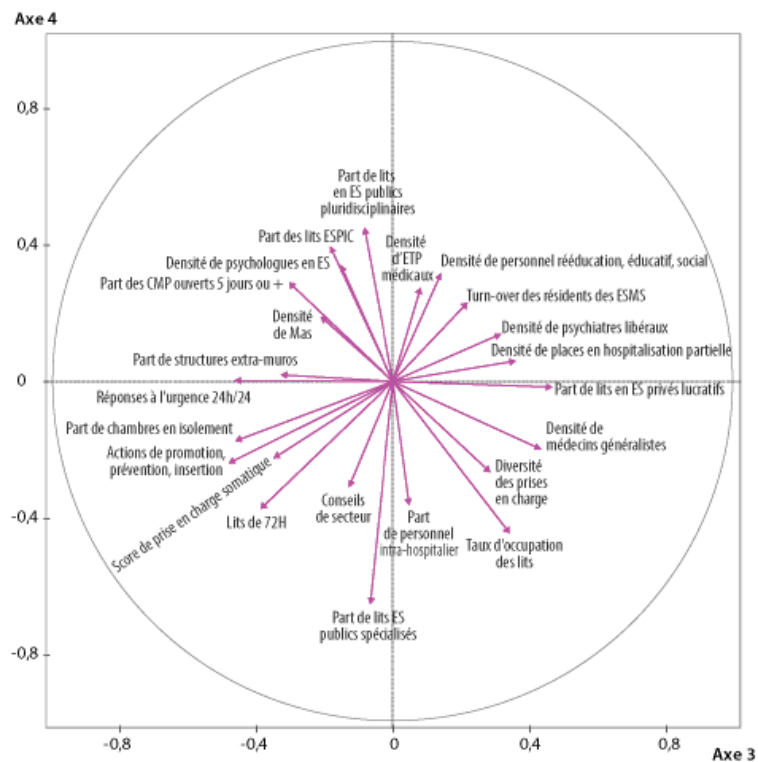 Axe 4
0,8
Part de lits
en ES publics
pluridisciplinaires
0,4
Part des lits ESPIC
Densité
d'ETP
médicaux
Densité de psychologues en ES
Densité de personnel rééducation, éducatif, social
Part des CMP ouverts 5 jours ou +
Turn-over des résidents des ESMS
Densité
de Mas
Densité de psychiatres libéraux
Densité de places en hospitalisation partielle
Part de structures extra-muros
0
Réponses à l'urgence 24h/24
Part de lits en ES privés lucratifs
Part de chambres en isolement
Densité de
médecins généralistes
Actions de promotion,
prévention, insertion
Score de prise en charge somatique
Diversité
des prises
en charge
Lits de 72H
Conseils
de secteur
Part
de personnel
intra-hospitalier
-0,4
Taux d'occupation
des lits
Part de lits ES
publics spécialisés
-0,8
-0,8
-0,4
0
0,4
0,8
Axe 3